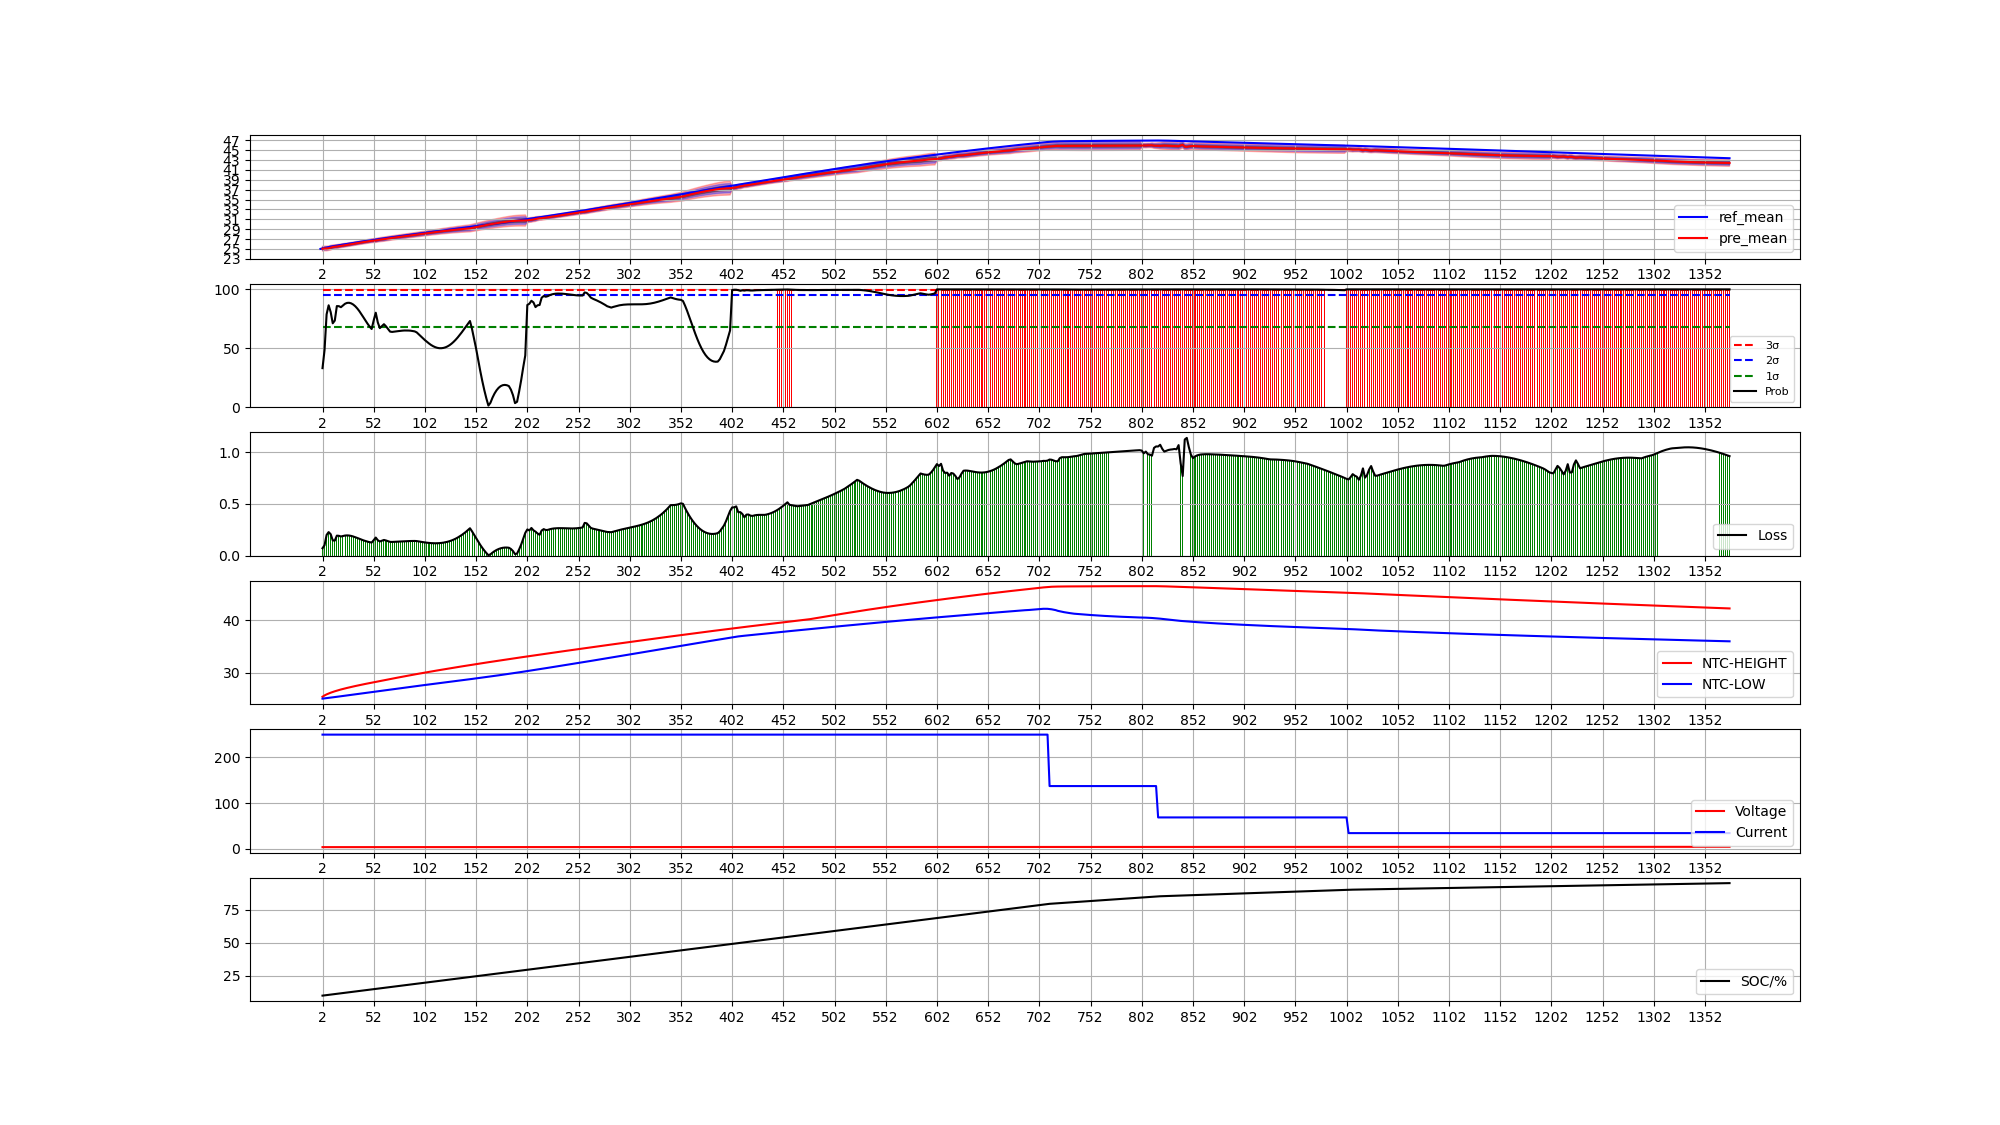 47
45
43
41
39
37
35
33
31
29
27
25
23
ref_mean
pre_mean
2 52 102 152 202 252 302 352 402 452 502 552 602 652 702 752 802 852 902 952 1002 1052 1102 1152 1202 1252 1302 1352
100
50
0
3σ
2σ
1σ
Prob
2 52 102 152 202 252 302 352 402 452 502 552 602 652 702 752 802 852 902 952 1002 1052 1102 1152 1202 1252 1302 1352
1.0
0.5
0.0
Loss
2 52 102 152 202 252 302 352 402 452 502 552 602 652 702 752 802 852 902 952 1002 1052 1102 1152 1202 1252 1302 1352
40
30
NTC-HEIGHT
NTC-LOW
2 52 102 152 202 252 302 352 402 452 502 552 602 652 702 752 802 852 902 952 1002 1052 1102 1152 1202 1252 1302 1352
200
100
0
Voltage
Current
2 52 102 152 202 252 302 352 402 452 502 552 602 652 702 752 802 852 902 952 1002 1052 1102 1152 1202 1252 1302 1352
75
50
25
SOC/%
2 52 102 152 202 252 302 352 402 452 502 552 602 652 702 752 802 852 902 952 1002 1052 1102 1152 1202 1252 1302 1352